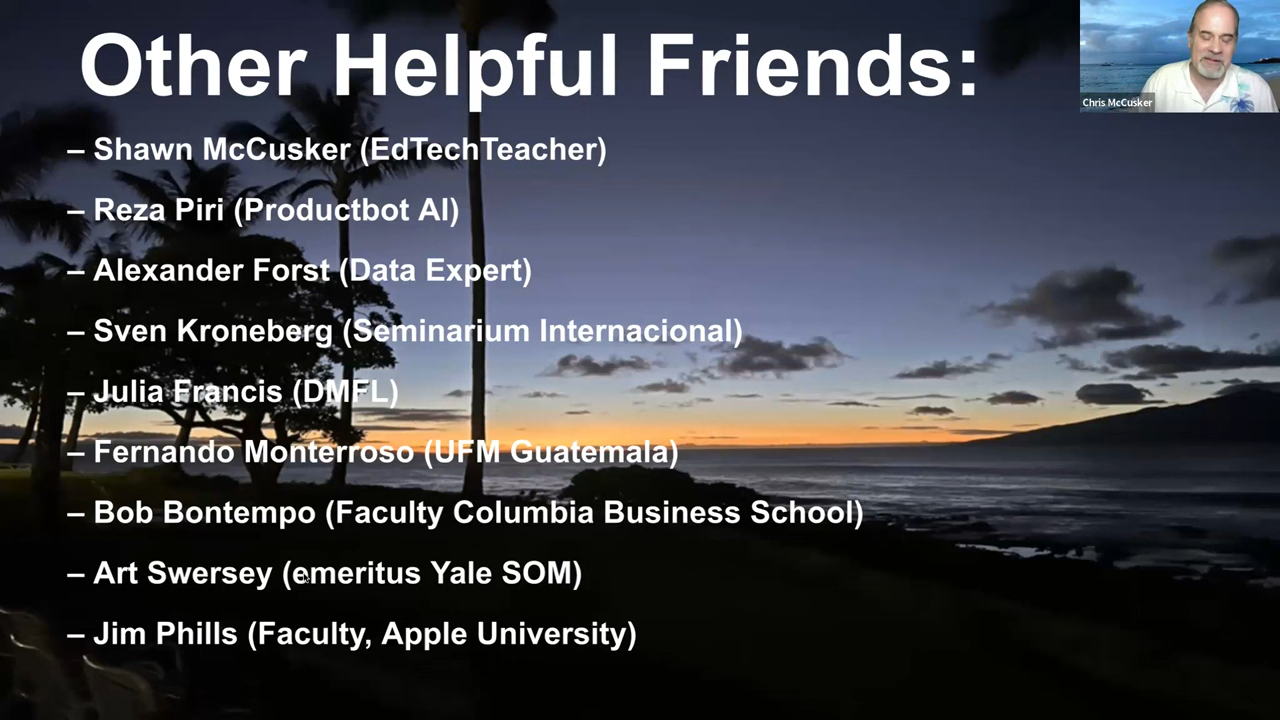 Other Helpful Friends:
Chris McCusker
– Shawn McCusker (EdTechTeacher)
– Reza Piri (Productbot AI)
– Alexander Forst (Data Expert)
– Sven Kroneberg (Seminarium Internacional)
– Julia Francis (DMFL)
– Fernando Monterroso (UFM Guatemala)
– Bob Bontempo (Faculty Columbia Business School)
– Art Swersey (emeritus Yale SOM)
– Jim Phills (Faculty, Apple University)